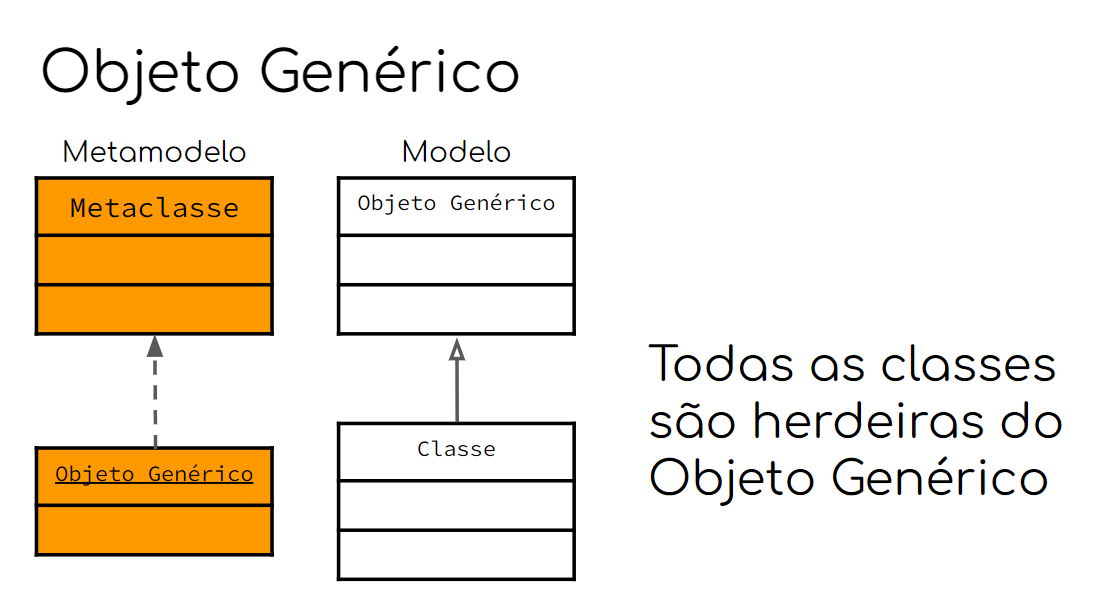 Objeto Genérico
Metamodelo
Modelo
Metaclasse
Objeto Genérico
Objeto Genérico
Classe
Todas as classes
são herdeiras do
Objeto Genérico